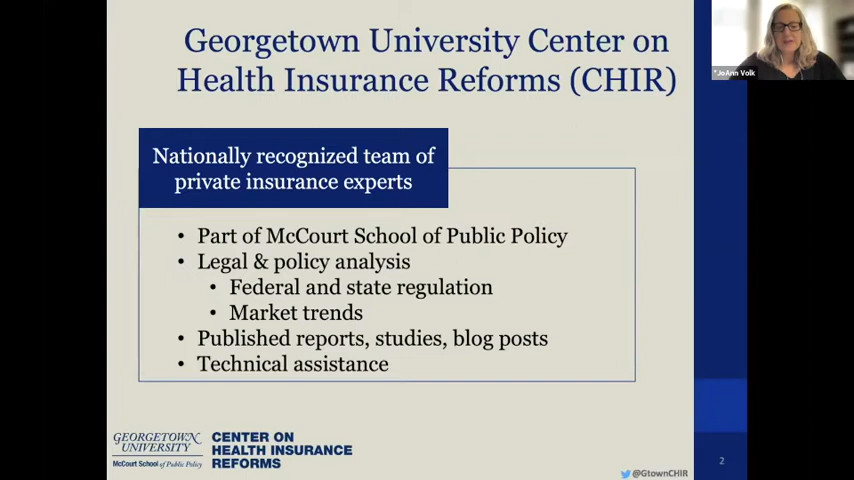 Georgetown University Center on
Health Insurance Reforms (CHIR)
*JoAnn Volk
Nationally recognized team of
private insurance experts
• Part of McCourt School of Public Policy
• Legal & policy analysis
• Federal and state regulation
• Market trends
• Published reports, studies, blog posts
• Technical assistance
GEORGETOWN
UNIVERSITY
McCourt School of Public Policy
CENTER ON
HEALTH INSURANCE
REFORMS
@GtownCHIR
2